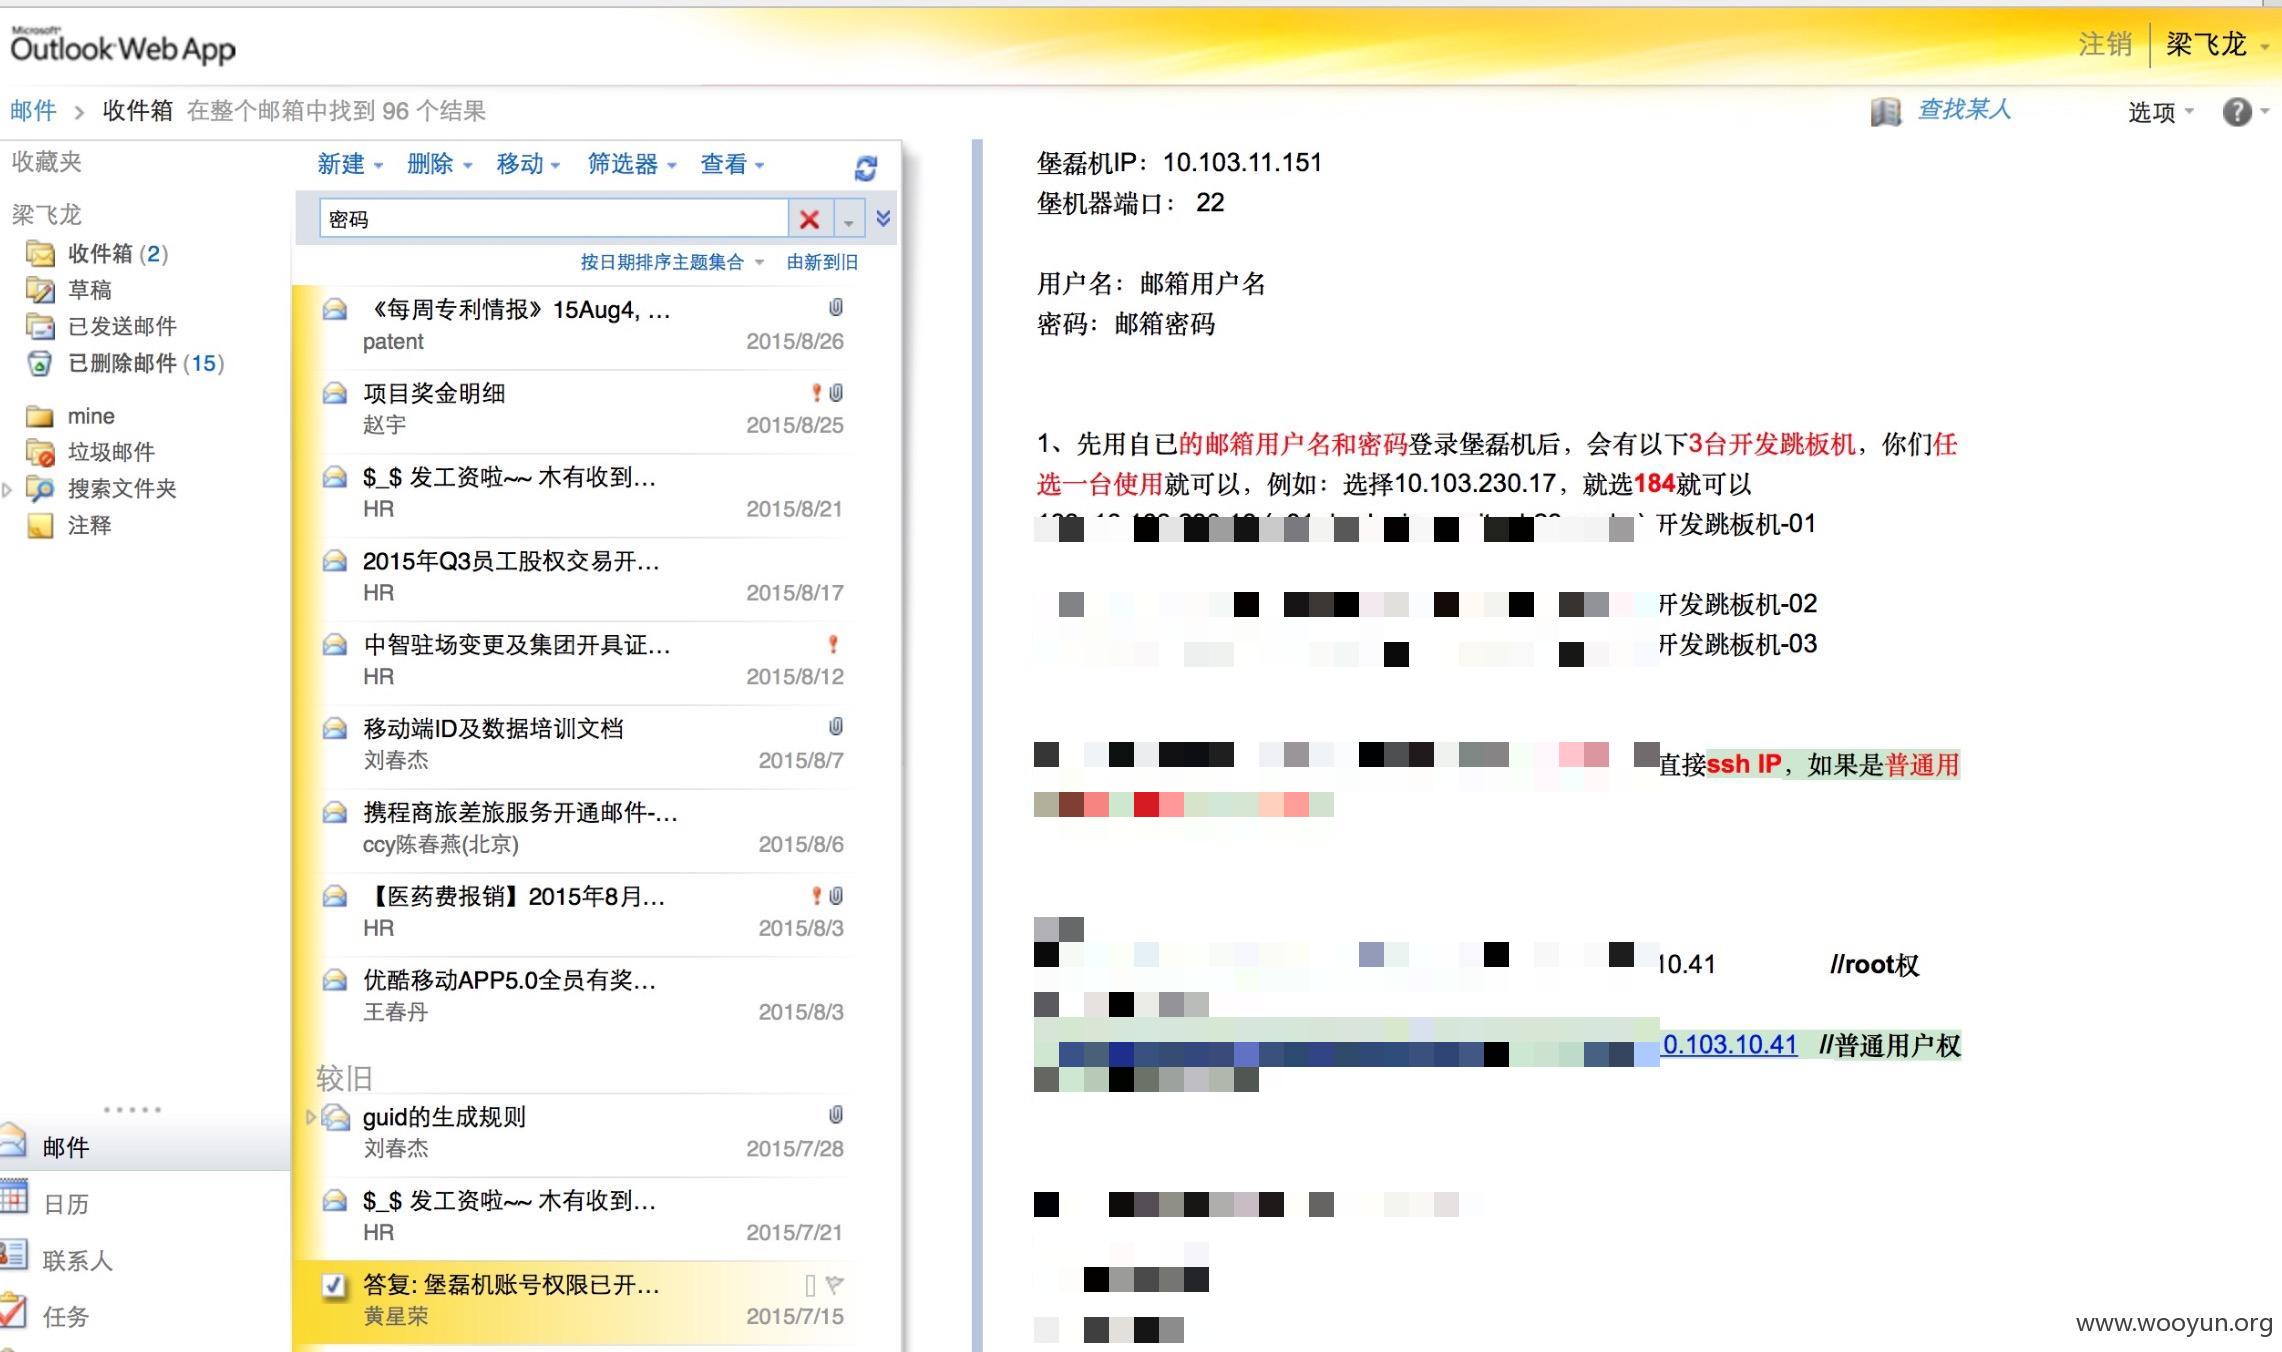 Microsoft
Outlook Web App
注销
梁飞龙
邮件
收件箱 在整个邮箱中找到 96 个结果
查找某人
选项
收藏夹
梁飞龙
收件箱 (2)
草稿
已发送邮件
已删除邮件 (15)
mine
垃圾邮件
搜索文件夹
注释
邮件
日历
联系人
任务
新建 删除 移动 筛选器 查看
密码
按日期排序主题集合 由新到旧
《每周专利情报》15Aug4, ...
patent 2015/8/26
项目奖金明细
赵宇 2015/8/25
$_$ 发工资啦~~ 木有收到...
HR 2015/8/21
2015年Q3员工股权交易开...
HR 2015/8/17
中智驻场变更及集团开具证...
HR 2015/8/12
移动端ID及数据培训文档
刘春杰 2015/8/7
携程商旅差旅服务开通邮件-...
ccy陈春燕(北京) 2015/8/6
【医药费报销】2015年8月...
HR 2015/8/3
优酷移动APP5.0全员有奖...
王春丹 2015/8/3
较旧
guid的生成规则
刘春杰 2015/7/28
$_$ 发工资啦~~ 木有收到...
HR 2015/7/21
答复: 堡磊机账号权限已开...
黄星荣 2015/7/15
堡磊机IP：10.103.11.151
堡机器端口： 22
用户名：邮箱用户名
密码：邮箱密码
1、先用自已的邮箱用户名和密码登录堡磊机后，会有以下3台开发跳板机，你们任
选一台使用就可以，例如：选择10.103.230.17，就选184就可以
开发跳板机-01
开发跳板机-02
开发跳板机-03
直接ssh IP，如果是普通用
10.41 //root权
0.103.10.41 //普通用户权
www.wooyun.org